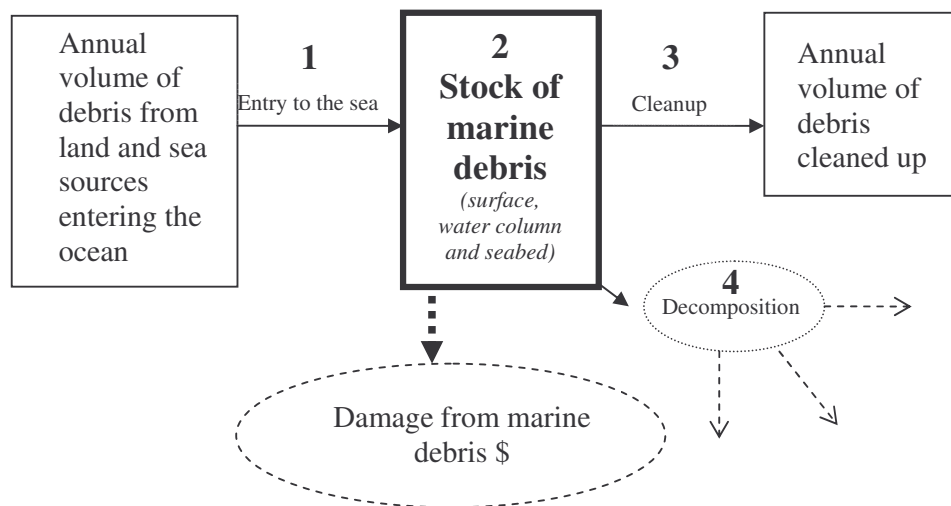 Annual
volume of
debris from
land and sea
sources
entering the
ocean
1
Entry to the sea
2
Stock of
marine
debris
(surface,
water column
and seabed)
3
Cleanup
Annual
volume of
debris
cleaned up
4
Decomposition
Damage from marine
debris $